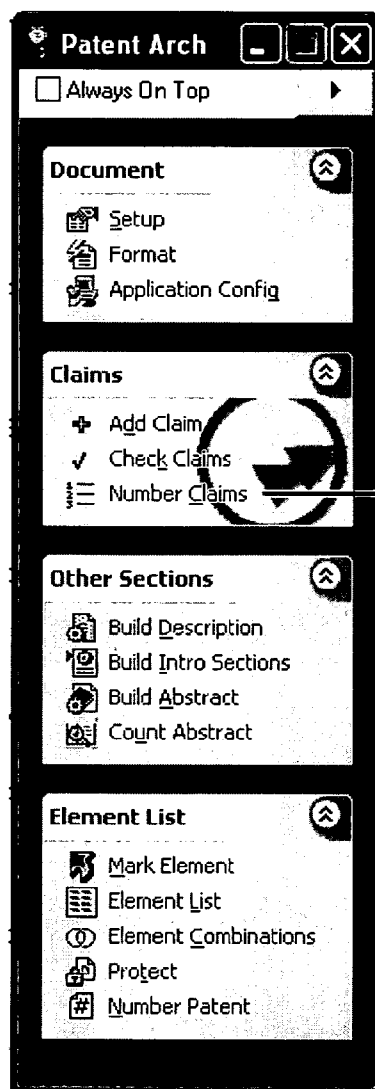 Patent Arch
Always On Top
Document
Setup
Format
Application Config
Claims
Add Claim
Check Claims
Number Claims
Other Sections
Build Description
Build Intro Sections
Build Abstract
Count Abstract
Element List
Mark Element
Element List
Element Combinations
Protect
Number Patent